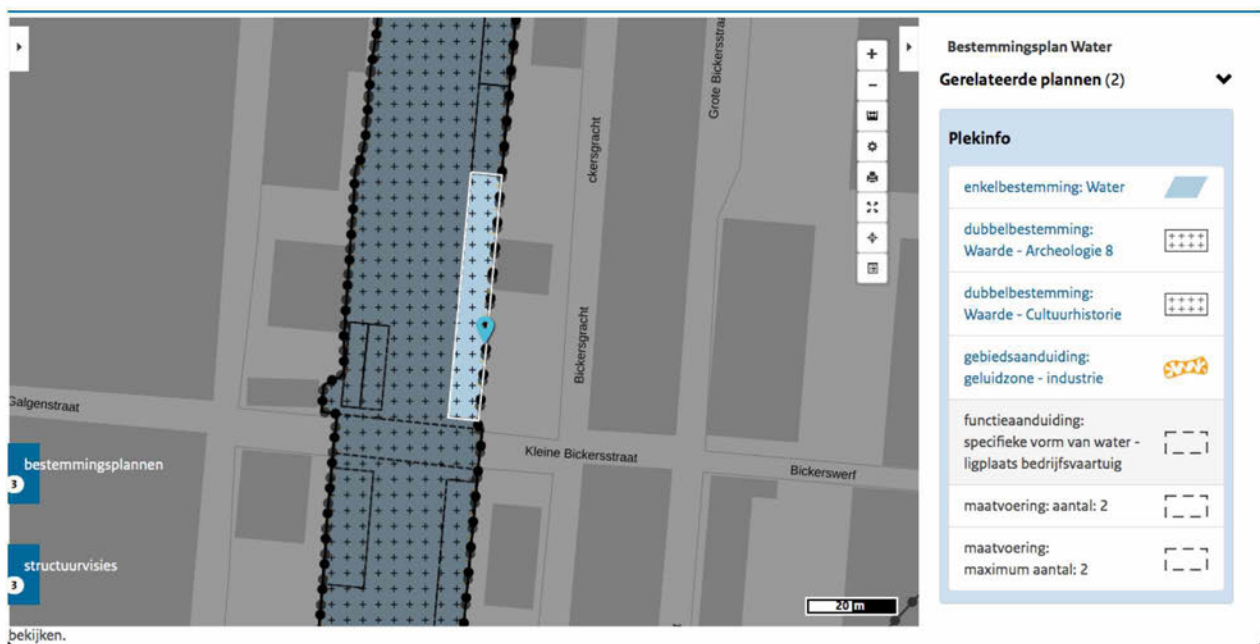 Bestemmingsplan Water
Gerelateerde plannen (2)
Plekinfo
enkelbestemming: Water
dubbelbestemming:
Waarde - Archeologie 8
dubbelbestemming:
Waarde - Cultuurhistorie
gebiedsaanduiding:
geluidzone - industrie
functieaanduiding:
specifieke vorm van water -
ligplaats bedrijfsvaartuig
maatvoering: aantal: 2
maatvoering:
maximum aantal: 2
Grote Bickersstraa
ckersgracht
Bickersgracht
Galgenstraat
Kleine Bickersstraat
Bickerswerf
bestemmingsplannen
3
structuurvisies
3
20 m
bekijken.